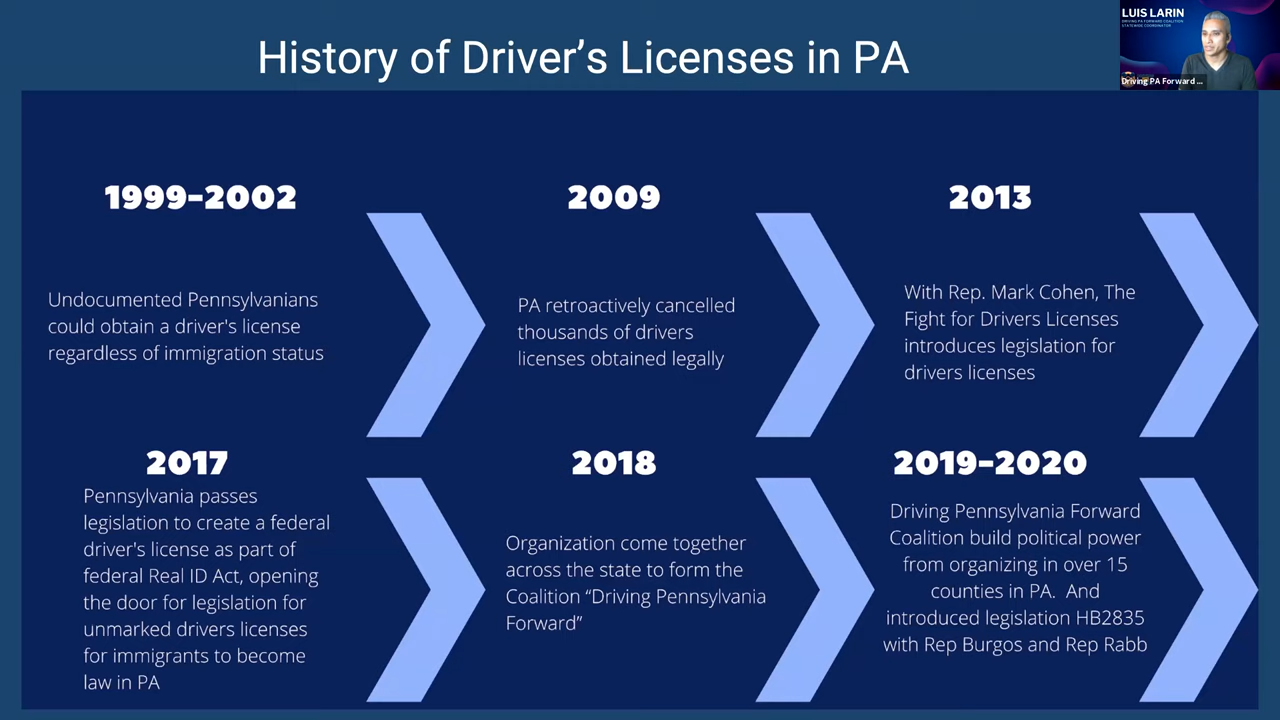 History of Driver’s Licenses in PA
LUIS LARIN
DRIVING PA FORWARD COALITION
STATEWIDE COORDINATOR
Driving PA Forward ...
1999-2002
Undocumented Pennsylvanians
could obtain a driver's license
regardless of immigration status
2009
PA retroactively cancelled
thousands of drivers
licenses obtained legally
2013
With Rep. Mark Cohen, The
Fight for Drivers Licenses
introduces legislation for
drivers licenses
2017
Pennsylvania passes
legislation to create a federal
driver's license as part of
federal Real ID Act, opening
the door for legislation for
unmarked drivers licenses
for immigrants to become
law in PA
2018
Organization come together
across the state to form the
Coalition “Driving Pennsylvania
Forward”
2019-2020
Driving Pennsylvania Forward
Coalition build political power
from organizing in over 15
counties in PA. And
introduced legislation HB2835
with Rep Burgos and Rep Rabb